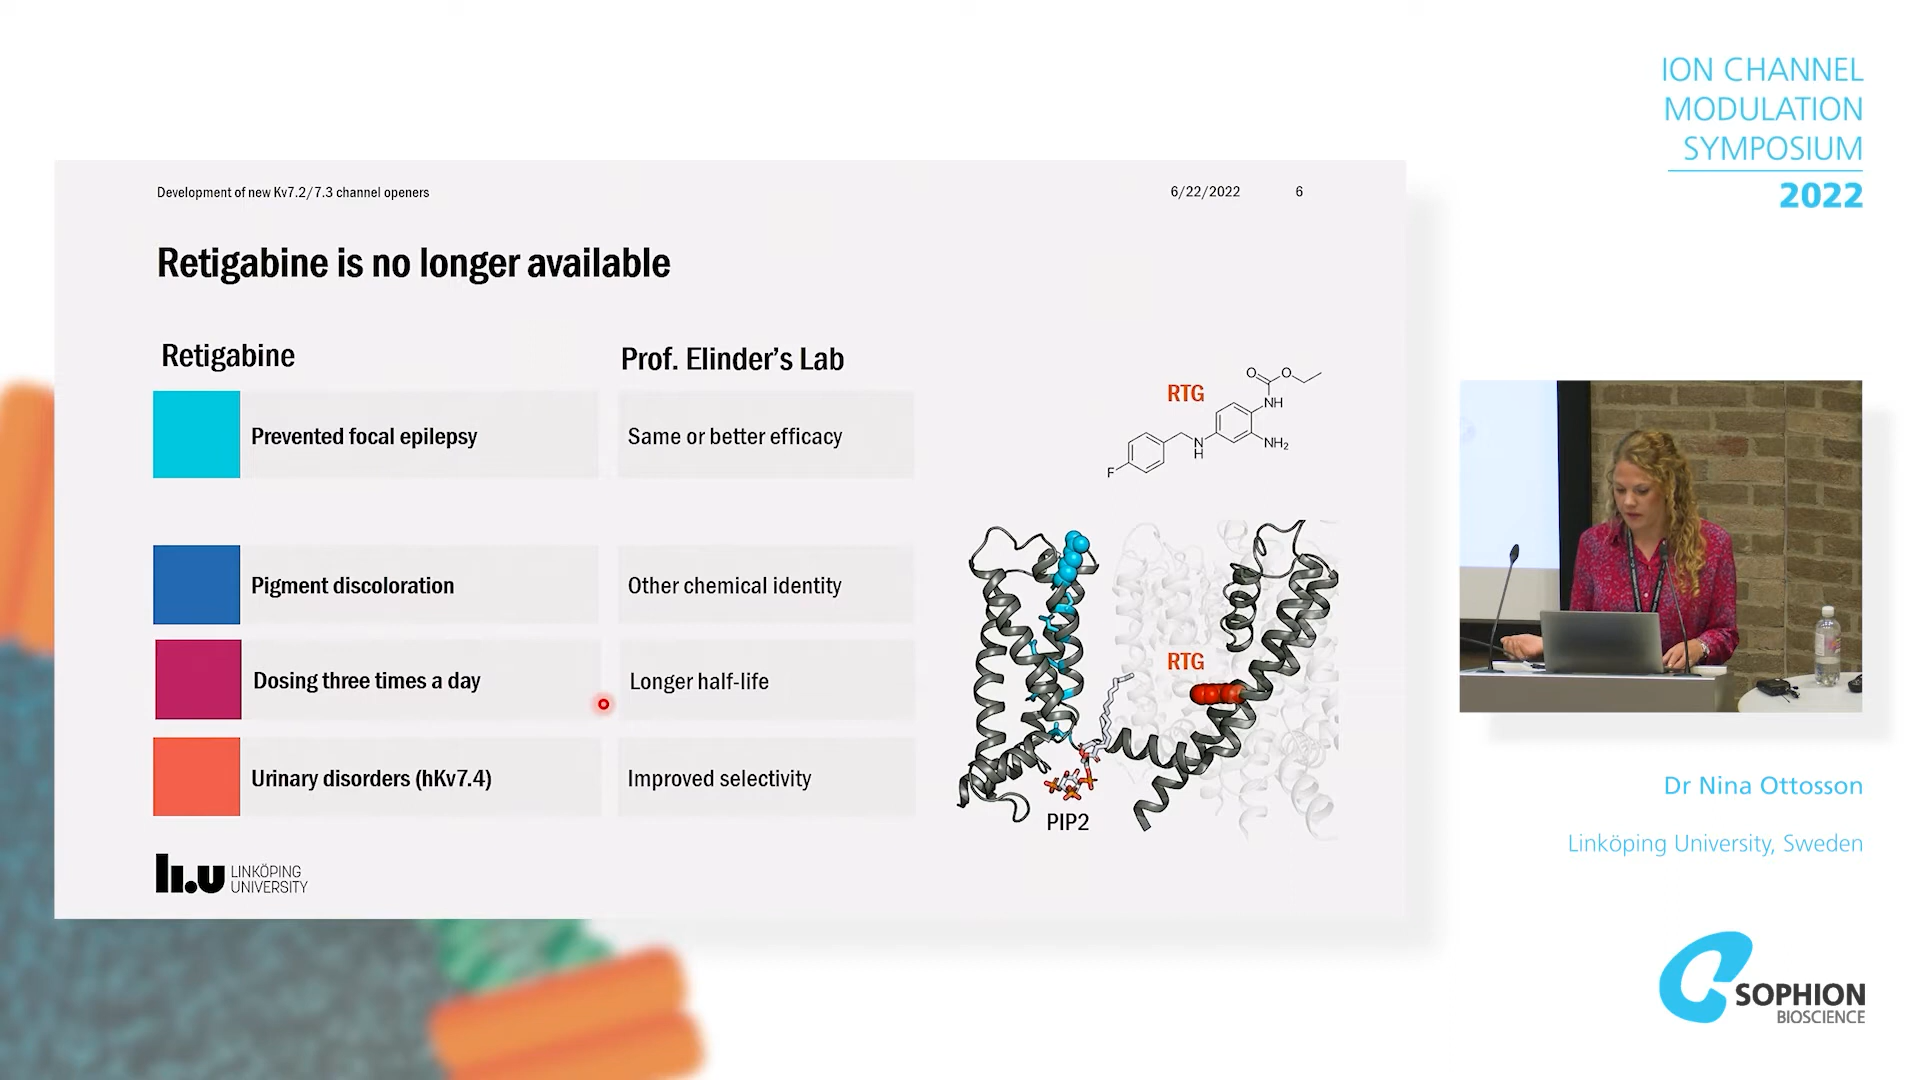 ION CHANNEL
MODULATION
SYMPOSIUM
2022
Development of new Kv7.2/7.3 channel openers
6/22/2022
6
Retigabine is no longer available
Retigabine
Prof. Elinder’s Lab
Prevented focal epilepsy
Same or better efficacy
Pigment discoloration
Other chemical identity
Dosing three times a day
Longer half-life
Urinary disorders (hKv7.4)
Improved selectivity
RTG
O
O
NH
N
H
NH2
F
RTG
PIP2
li.u LINKÖPING
UNIVERSITY
Dr Nina Ottosson
Linköping University, Sweden
SOPHION
BIOSCIENCE